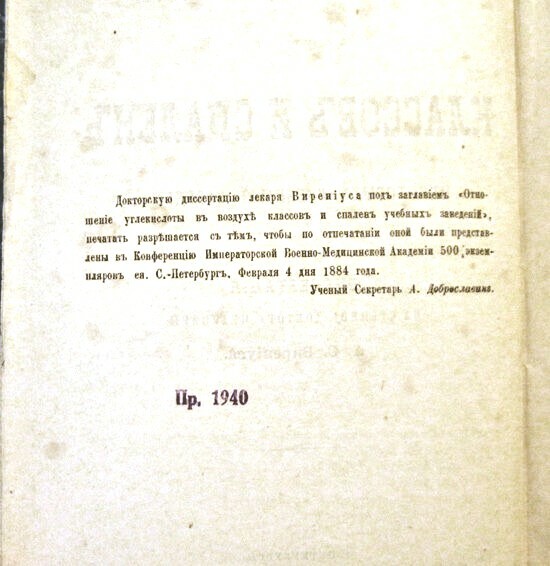 Докторскую диссертацію лекаря Виреніуса подъ заглавіемъ «Отно-
шеніе углекислоты въ воздухѣ классовъ и спаленъ учебныхъ заведеній»,
печатать разрѣшается съ тѣмъ, чтобы по отпечатаніи оной были представ-
лены въ Конференцію Императорской Военно-Медицинской Академіи 500 экзем-
пляровъ ея. С.-Петербургъ, Февраля 4 дня 1884 года.
Ученый Секретарь А. Доброславинъ.
Пр. 1940